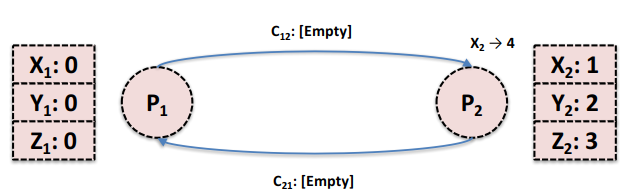 C₁₂: [Empty]
X₂ → 4
X₁: 0
Y₁: 0
Z₁: 0
P₁
P₂
X₂: 1
Y₂: 2
Z₂: 3
C₂₁: [Empty]